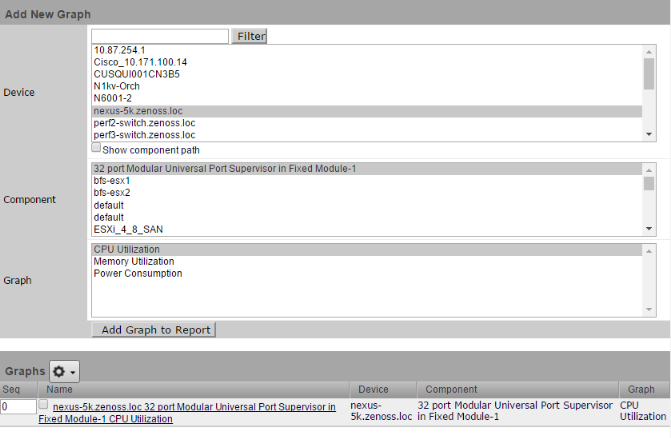 Add New Graph
Filter
Device
10.87.254.1
Cisco_10.171.100.14
CUSQUI001CN3B5
N1kv-Orch
N6001-2
nexus-5k.zenoss.loc
perf2-switch.zenoss.loc
perf3-switch.zenoss.loc
Show component path
Component
32 port Modular Universal Port Supervisor in Fixed Module-1
bfs-esx1
bfs-esx2
default
default
ESXi_4_8_SAN
Graph
CPU Utilization
Memory Utilization
Power Consumption
Add Graph to Report
Graphs
Seq Name Device Component Graph
0 nexus-5k.zenoss.loc 32 port Modular Universal Port Supervisor in nexus- 32 port Modular Universal Port Supervisor CPU
Fixed Module-1 CPU Utilization 5k.zenoss.loc in Fixed Module-1 Utilization